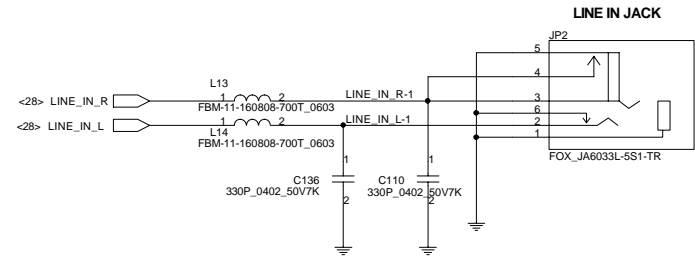 LINE IN JACK
JP2
5
4
L13
<28> LINE_IN_R 1 2 LINE_IN_R-1 3
FBM-11-160808-700T_0603
6
<28> LINE_IN_L 1 2 LINE_IN_L-1 2
L14
1
FBM-11-160808-700T_0603
FOX_JA6033L-5S1-TR
1 1
C136 C110
330P_0402_50V7K 330P_0402_50V7K
2 2